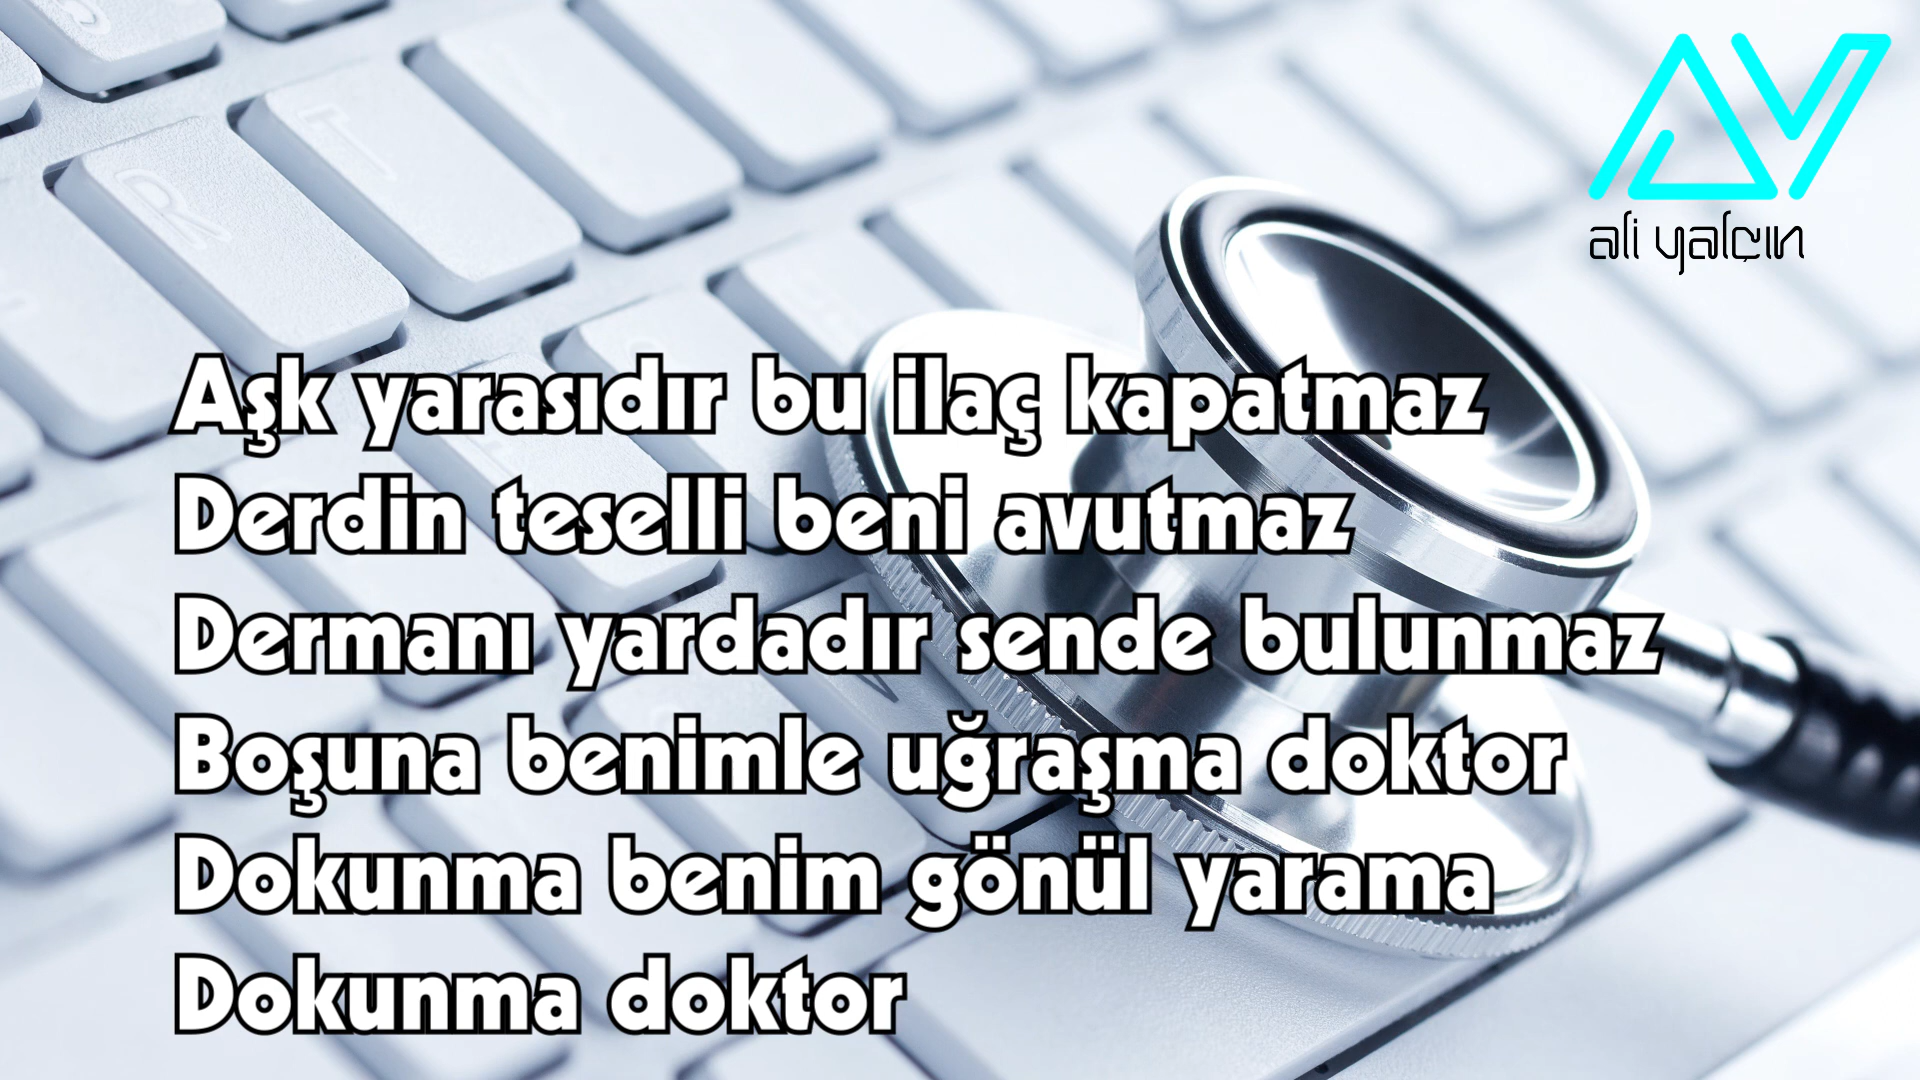 ali yalçın
Aşk yarasıdır bu ilaç kapatmaz
Derdin teselli beni avutmaz
Dermanı yardadır sende bulunmaz
Boşuna benimle uğraşma doktor
Dokunma benim gönül yarama
Dokunma doktor
R
T